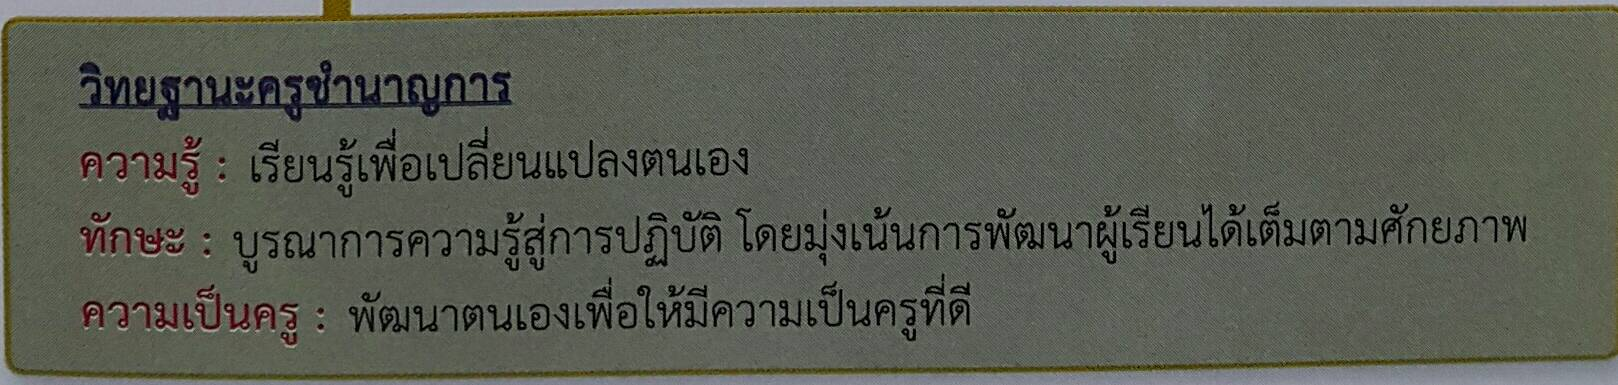 วิทยฐานะครูชำนาญการ
ความรู้ : เรียนรู้เพื่อเปลี่ยนแปลงตนเอง
ทักษะ : บูรณาการความรู้สู่การปฏิบัติ โดยมุ่งเน้นการพัฒนาผู้เรียนได้เต็มตามศักยภาพ
ความเป็นครู : พัฒนาตนเองเพื่อให้มีความเป็นครูที่ดี